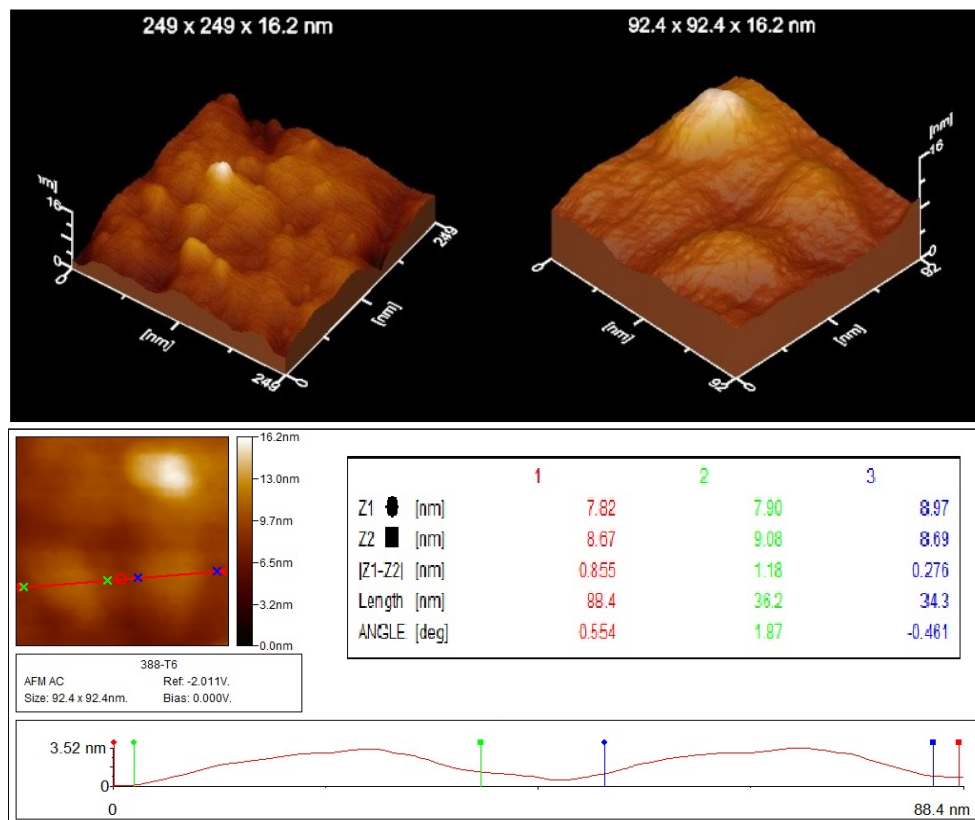 249 x 249 x 16.2 nm
92.4 x 92.4 x 16.2 nm
16
0
0
[nm]
249
0
[nm]
249
[nm]
16
0
92
0
[nm]
92
0
[nm]
16.2nm
13.0nm
9.7nm
6.5nm
3.2nm
0.0nm
388-T6
AFM AC Ref: -2.011V.
Size: 92.4 x 92.4nm. Bias: 0.000V.
1 2 3
Z1 [nm] 7.82 7.90 8.97
Z2 [nm] 8.67 9.08 8.69
|Z1-Z2| [nm] 0.855 1.18 0.276
Length [nm] 88.4 36.2 34.3
ANGLE [deg] 0.554 1.87 -0.461
3.52 nm
0
0 88.4 nm